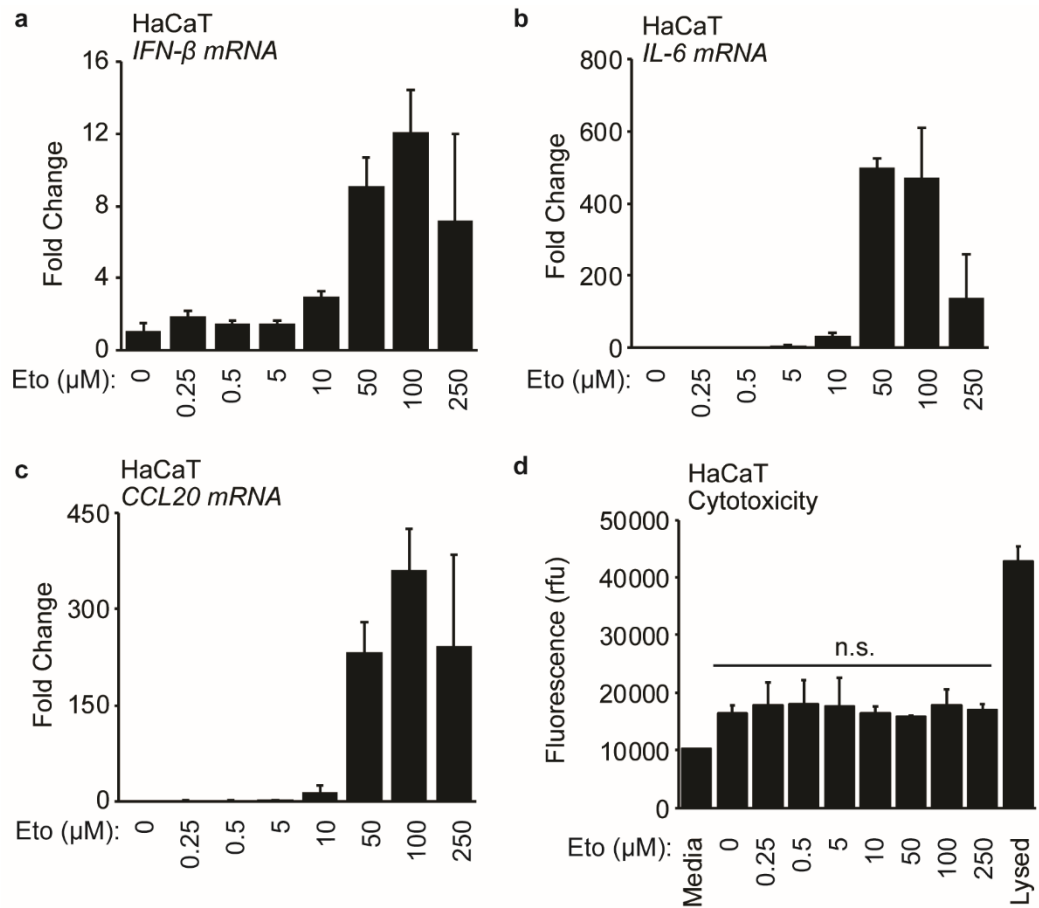 a
HaCaT
IFN-β mRNA
Fold Change
16
12
8
4
0
Eto (µM): 0 0.25 0.5 5 10 50 100 250
b
HaCaT
IL-6 mRNA
Fold Change
800
600
400
200
0
Eto (µM): 0 0.25 0.5 5 10 50 100 250
c
HaCaT
CCL20 mRNA
Fold Change
450
300
150
0
Eto (µM): 0 0.25 0.5 5 10 50 100 250
d
HaCaT
Cytotoxicity
Fluorescence (rfu)
50000
40000
30000
20000
10000
0
n.s.
Eto (µM): Media 0 0.25 0.5 5 10 50 100 250 Lysed